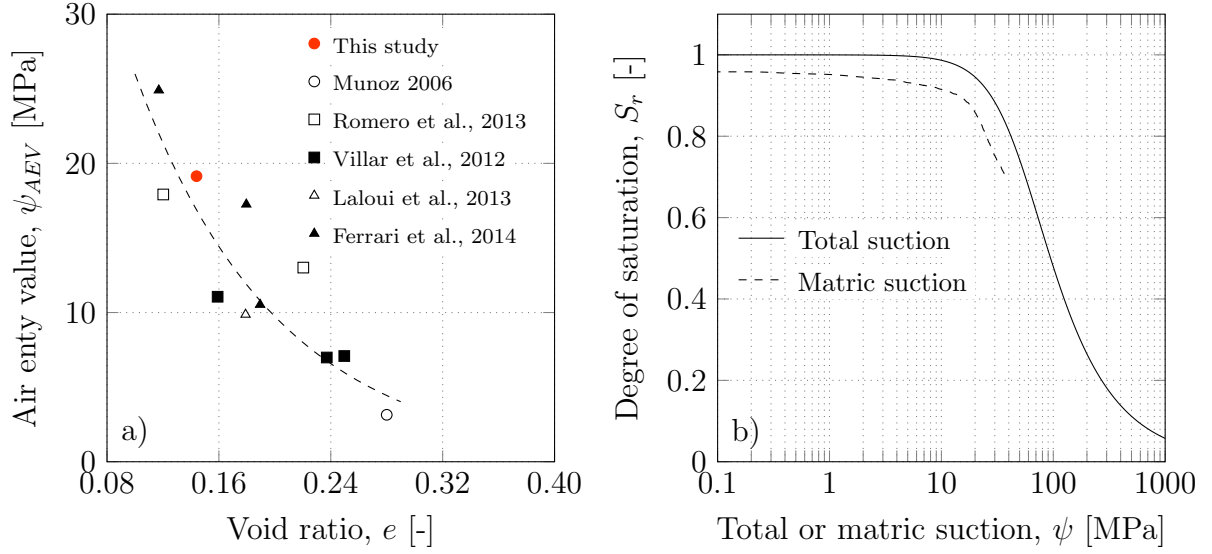 Air enty value, ψ_AEV [MPa]
30
20
10
0
0.08 0.16 0.24 0.32 0.40
Void ratio, e [-]
a)
This study
Munoz 2006
Romero et al., 2013
Villar et al., 2012
Laloui et al., 2013
Ferrari et al., 2014
Degree of saturation, S_r [-]
1
0.8
0.6
0.4
0.2
0
0.1 1 10 100 1000
Total or matric suction, ψ [MPa]
b)
Total suction
Matric suction